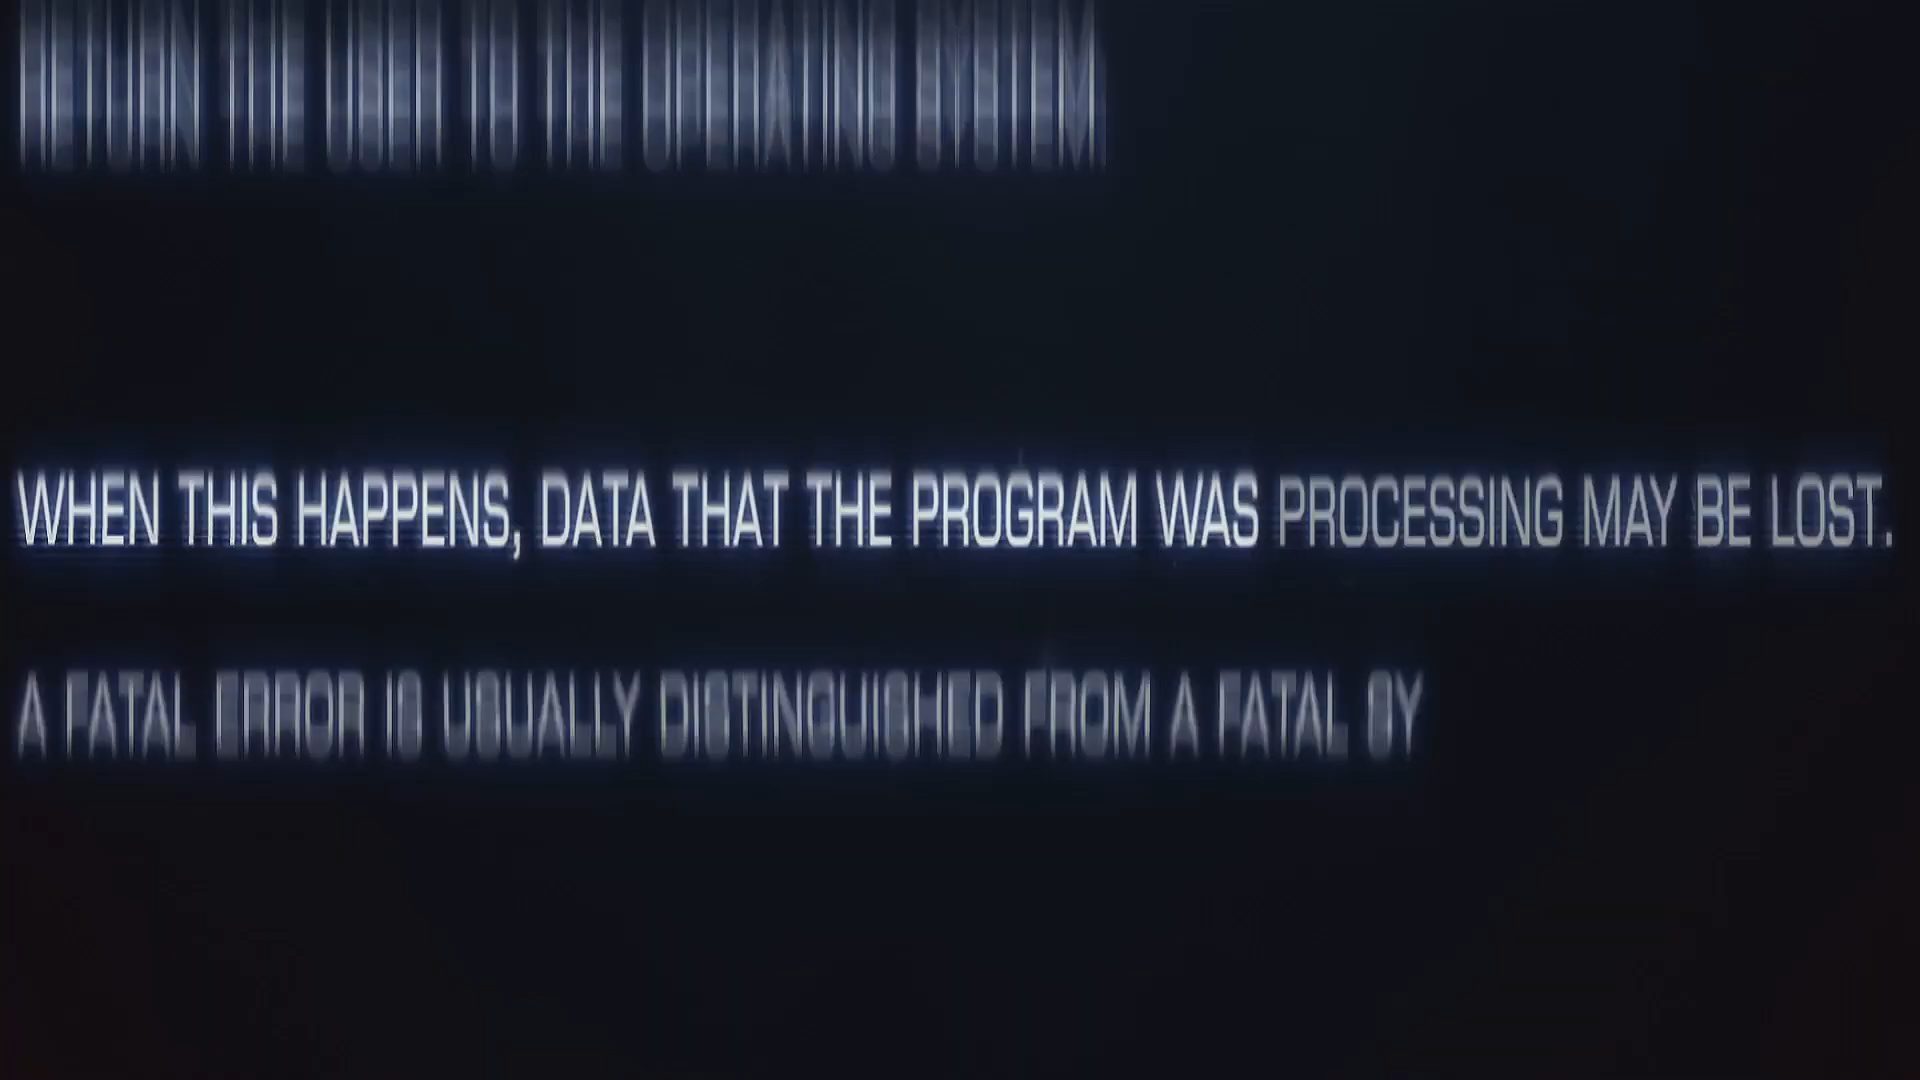 RETURN THE USER TO THE OPERATING SYSTEM.
WHEN THIS HAPPENS, DATA THAT THE PROGRAM WAS PROCESSING MAY BE LOST.
A FATAL ERROR IS USUALLY DISTINGUISHED FROM A FATAL SY